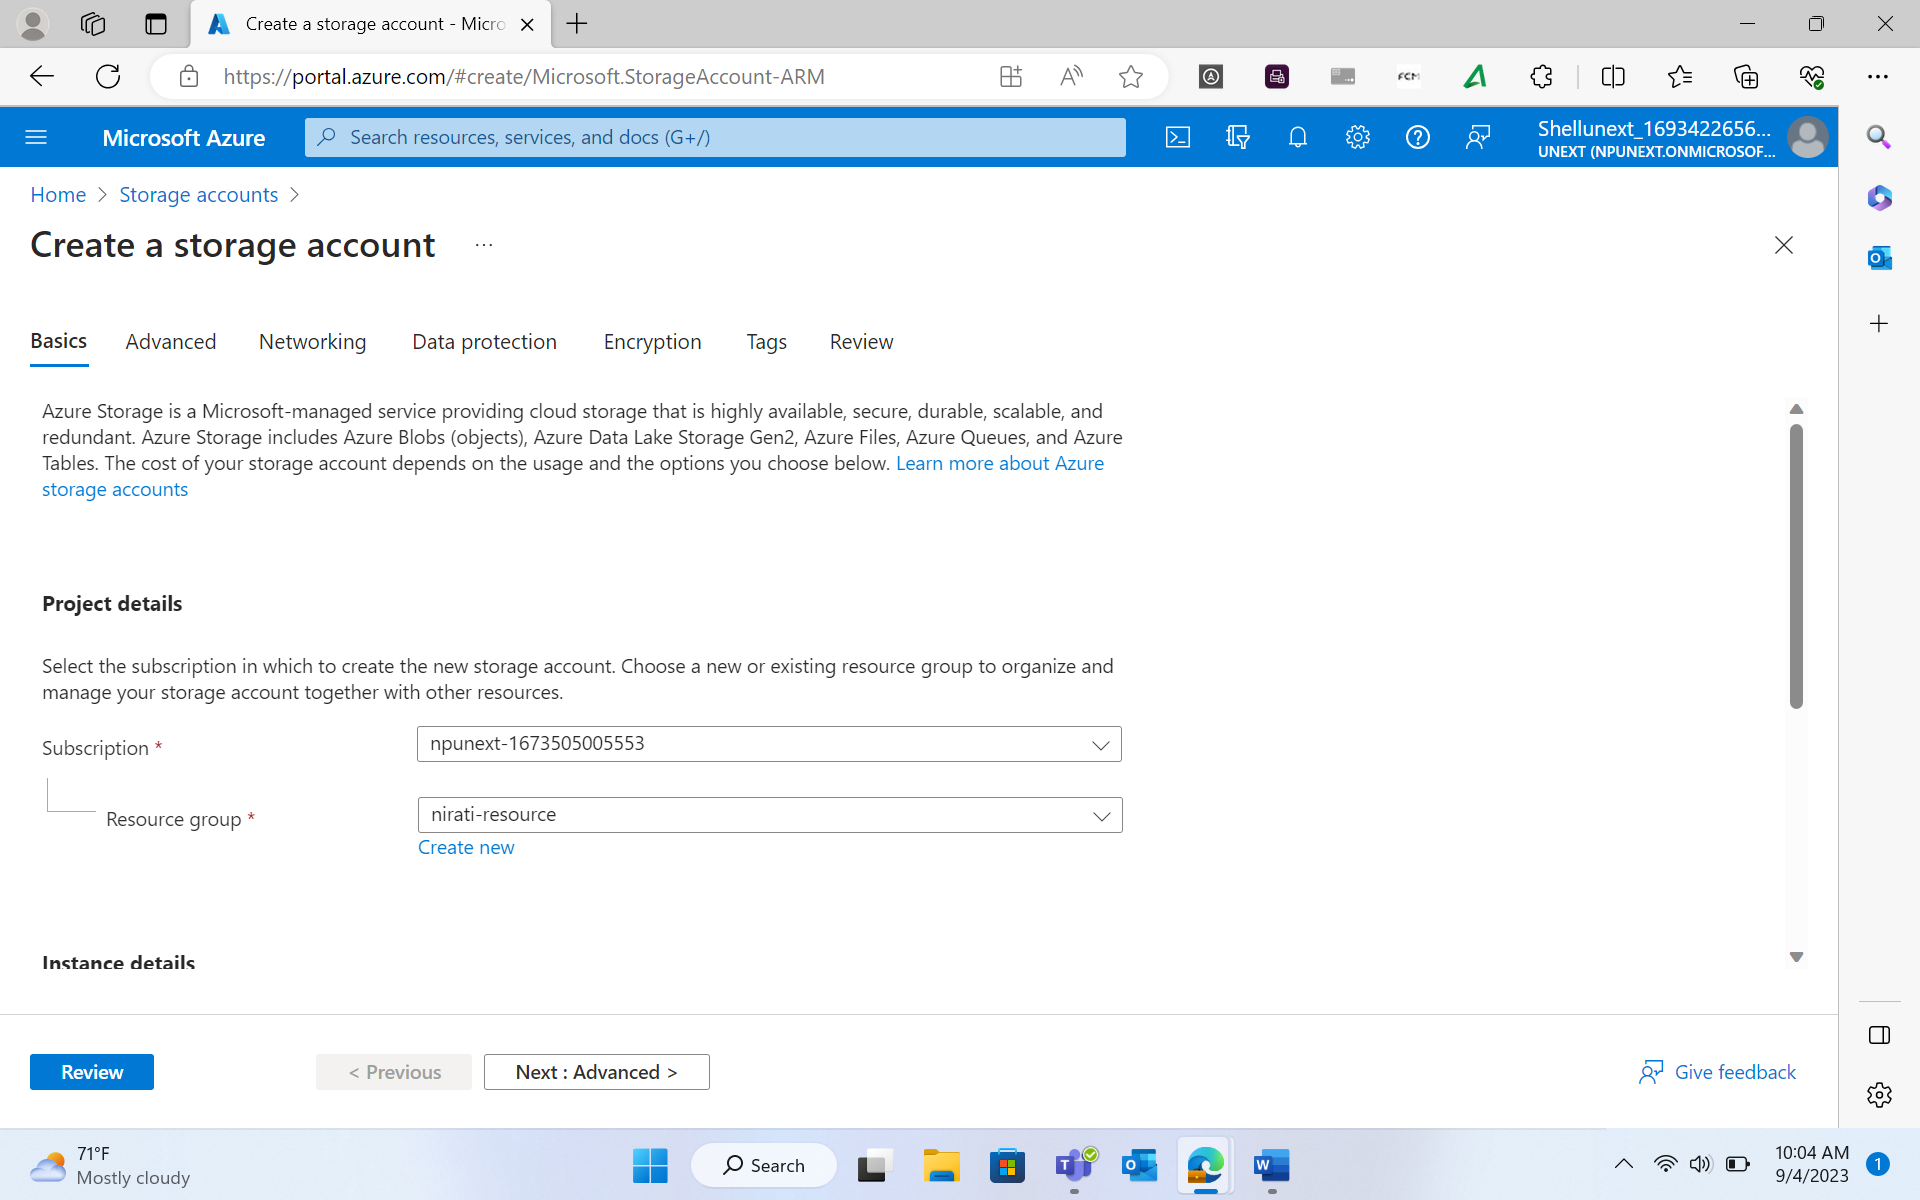 Create a storage account - Micro
https://portal.azure.com/#create/Microsoft.StorageAccount-ARM
FCM
Microsoft Azure
Search resources, services, and docs (G+/)
Shellunext_1693422656...
UNEXT (NPUNEXT.ONMICROSOF...
Home > Storage accounts >
Create a storage account ...
Basics Advanced Networking Data protection Encryption Tags Review
Azure Storage is a Microsoft-managed service providing cloud storage that is highly available, secure, durable, scalable, and
redundant. Azure Storage includes Azure Blobs (objects), Azure Data Lake Storage Gen2, Azure Files, Azure Queues, and Azure
Tables. The cost of your storage account depends on the usage and the options you choose below. Learn more about Azure
storage accounts
Project details
Select the subscription in which to create the new storage account. Choose a new or existing resource group to organize and
manage your storage account together with other resources.
Subscription * npunext-1673505005553
Resource group * nirati-resource
Create new
Instance details
Review < Previous Next : Advanced > Give feedback
71°F
Mostly cloudy
Search
10:04 AM
9/4/2023
1